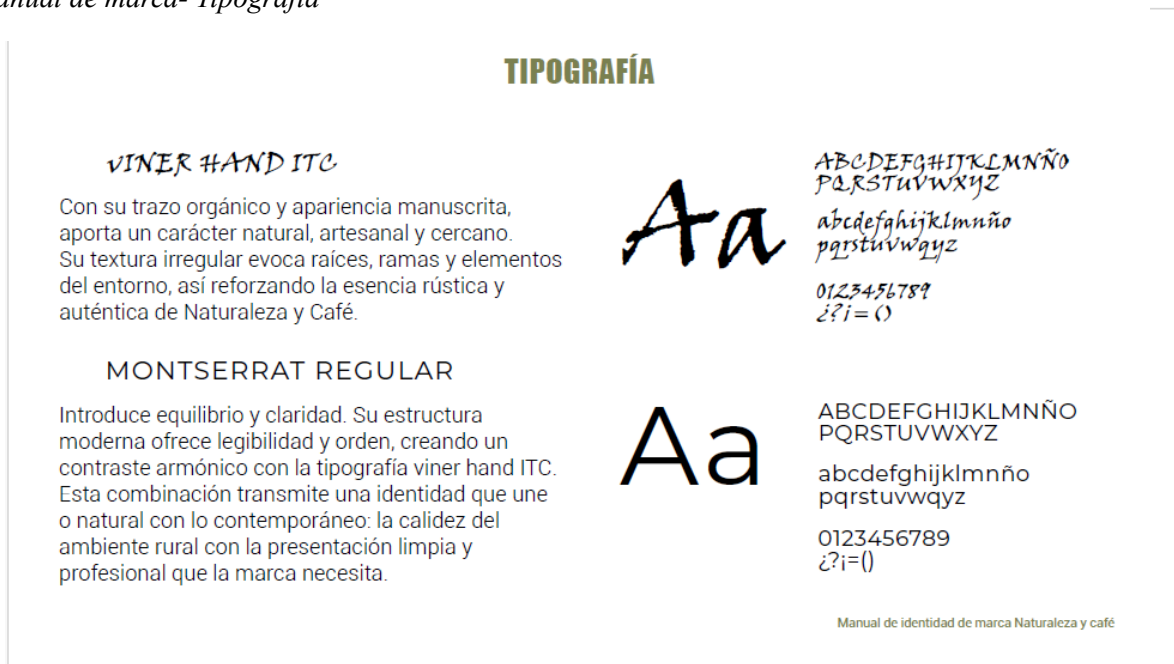 Manual de marca- Tipografía
TIPOGRAFÍA
VINER HAND ITC
Con su trazo orgánico y apariencia manuscrita,
aporta un carácter natural, artesanal y cercano.
Su textura irregular evoca raíces, ramas y elementos
del entorno, así reforzando la esencia rústica y
auténtica de Naturaleza y Café.
Aa
ABCDEFGHIJKLMNÑO
PQRSTUVWXYZ
abcdefghijklmnño
pqrstuvwqyz
0123456789
¿?¡=()
MONTSERRAT REGULAR
Introduce equilibrio y claridad. Su estructura
moderna ofrece legibilidad y orden, creando un
contraste armónico con la tipografía viner hand ITC.
Esta combinación transmite una identidad que une
o natural con lo contemporáneo: la calidez del
ambiente rural con la presentación limpia y
profesional que la marca necesita.
Aa
ABCDEFGHIJKLMNÑO
PQRSTUVWXYZ
abcdefghijklmnño
pqrstuvwqyz
0123456789
¿?¡=()
Manual de identidad de marca Naturaleza y café